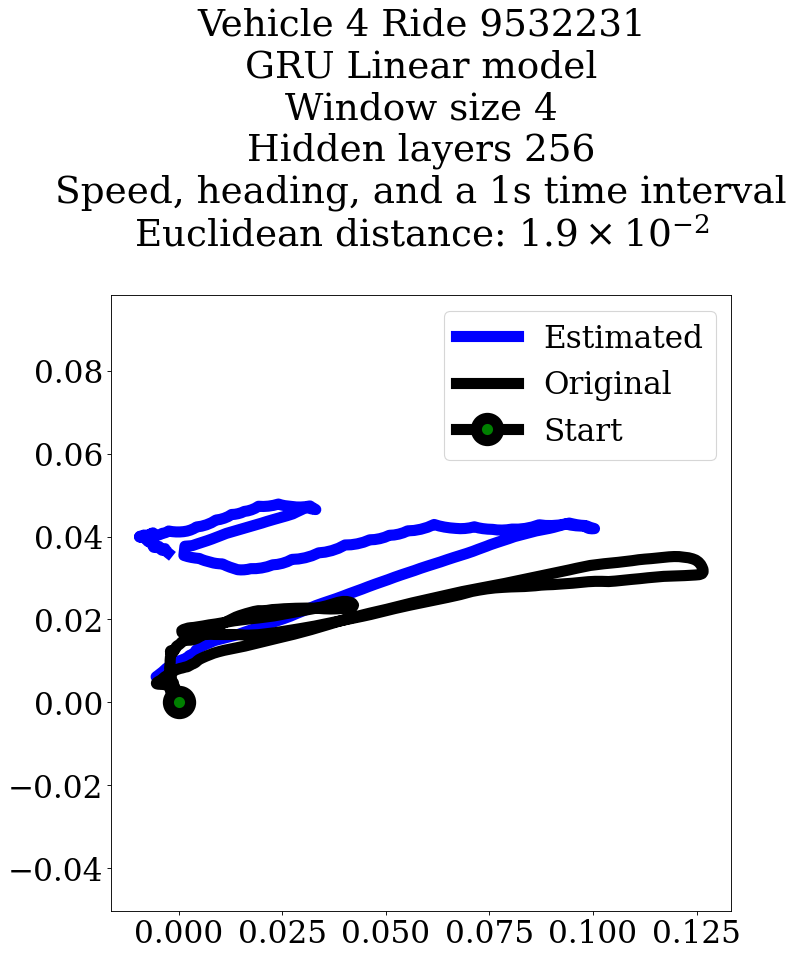 Vehicle 4 Ride 9532231
GRU Linear model
Window size 4
Hidden layers 256
Speed, heading, and a 1s time interval
Euclidean distance: 1.9 × 10⁻²
Estimated
Original
Start
0.08
0.06
0.04
0.02
0.00
−0.02
−0.04
0.000 0.025 0.050 0.075 0.100 0.125